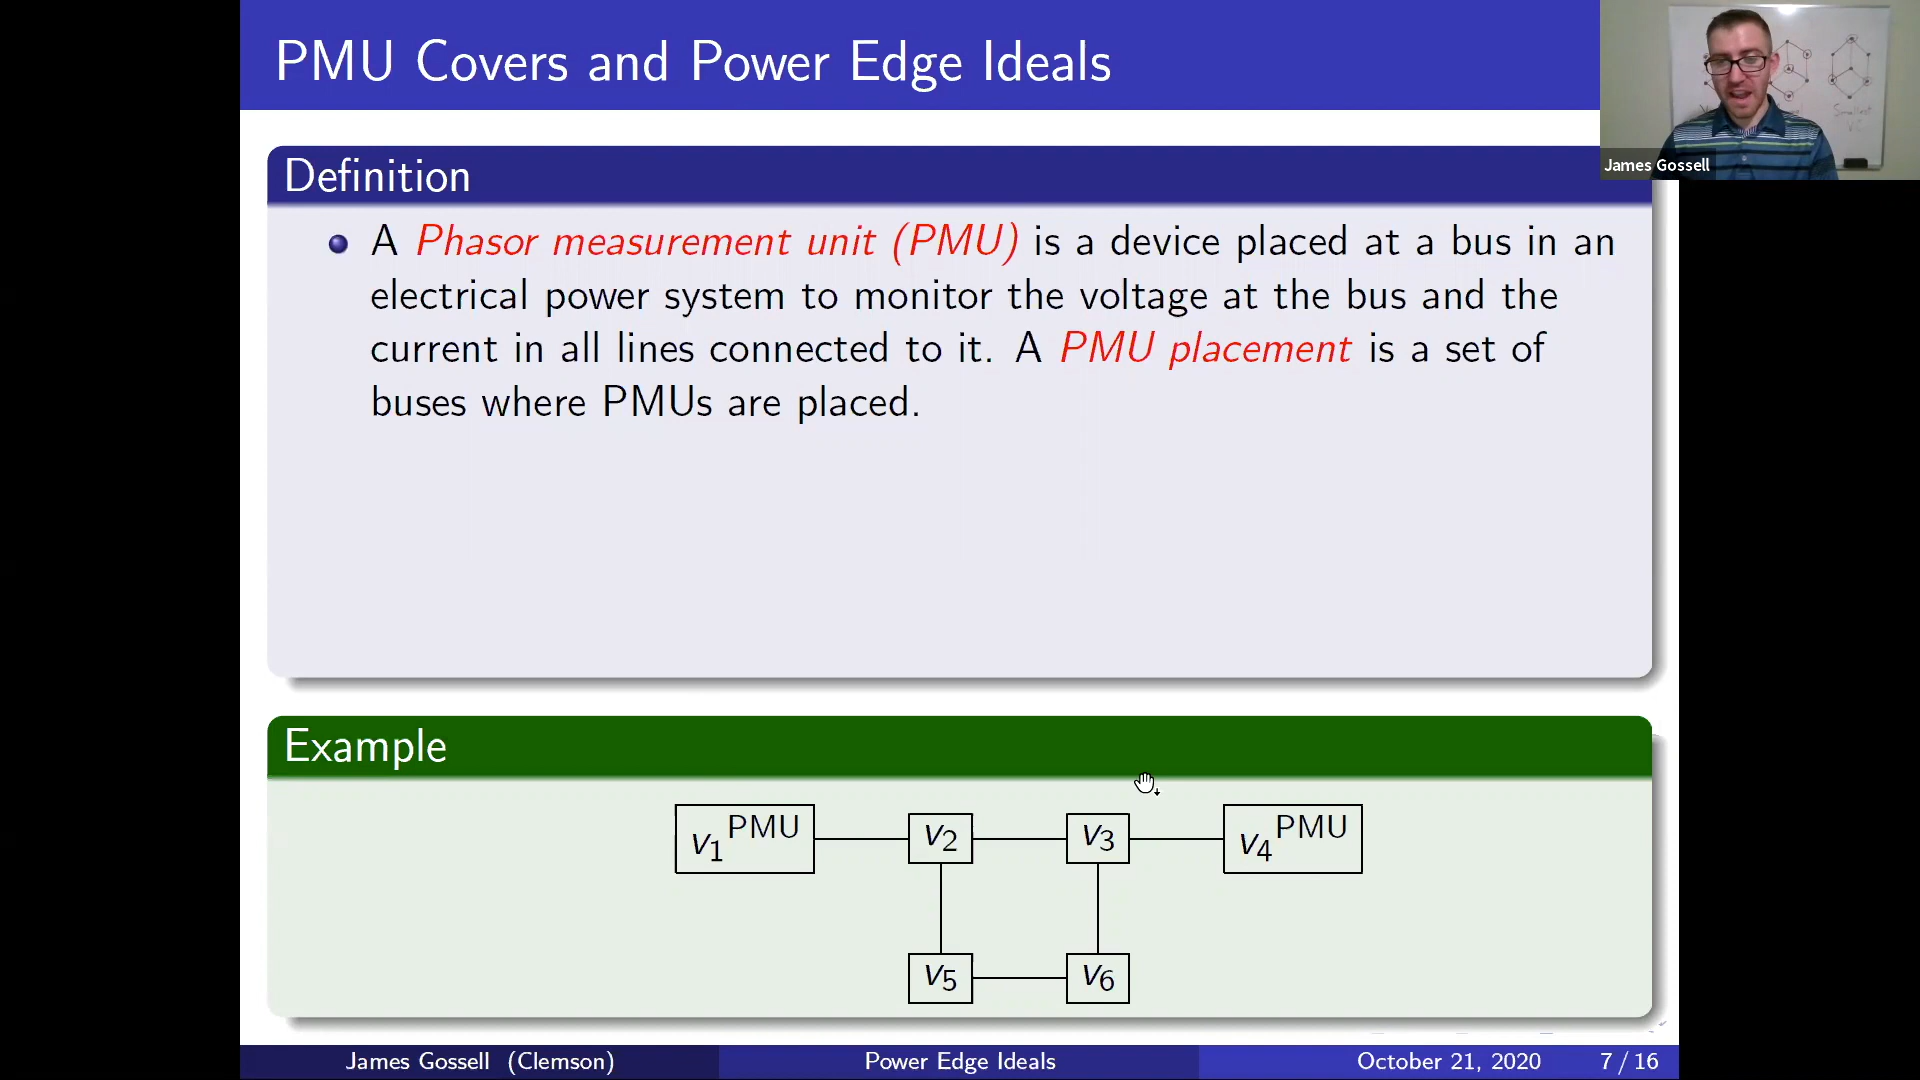 PMU Covers and Power Edge Ideals
James Gossell
Definition
A Phasor measurement unit (PMU) is a device placed at a bus in an
electrical power system to monitor the voltage at the bus and the
current in all lines connected to it. A PMU placement is a set of
buses where PMUs are placed.
Example
v1 PMU v2 v3 v4 PMU
v5 v6
James Gossell (Clemson) Power Edge Ideals October 21, 2020 7 / 16